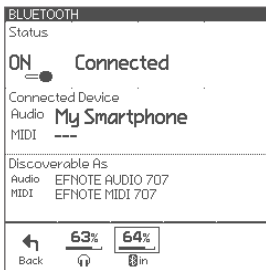 BLUETOOTH
Status
ON Connected
Connected Device
Audio My Smartphone
MIDI ---
Discoverable As
Audio EFNOTE AUDIO 707
MIDI EFNOTE MIDI 707
63% 64%
Back in